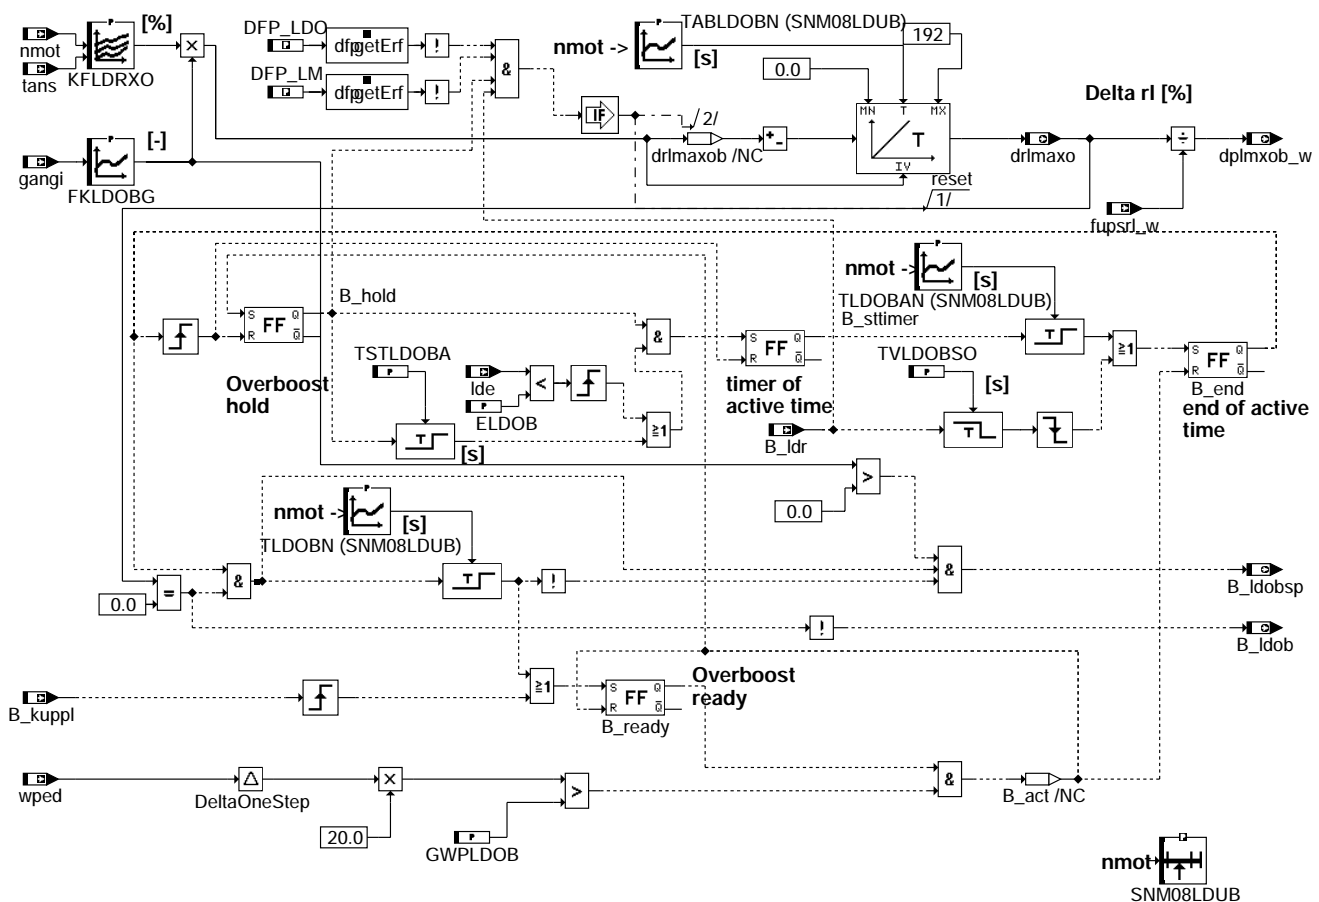 nmot
tans
P
[%]
KFLDRXO
×
gangi
P
[-]
FKLDOBG
DFP_LDO
P
dfpgetErf
!
DFP_LM
P
dfpgetErf
!
&
nmot ->
P
TABLDOBN (SNM08LDUB)
[s]
192
0.0
IF
2/
drlmaxob /NC
+
-
MN
T
MX
T
IV
reset
1/
Delta rl [%]
drlmaxo
÷
dplmxob_w
fupsrl_w
nmot ->
P
[s]
TLDOBAN (SNM08LDUB)
B_sttimer
B_hold
S
Q
FF
R
Q
Overboost
hold
TSTLDOBA
P
T
[s]
lde
P
ELDOB
<
≥1
&
S
Q
FF
R
Q
timer of
active time
B_ldr
TVLDOBSO
P
[s]
T
T
≥1
S
Q
FF
R
Q
B_end
end of active
time
>
0.0
nmot ->
P
[s]
TLDOBN (SNM08LDUB)
T
&
=
0.0
!
&
B_ldobsp
!
B_ldob
B_kuppl
≥1
S
Q
FF
R
Q
B_ready
Overboost
ready
wped
Δ
DeltaOneStep
×
20.0
>
P
GWPLDOB
&
B_act /NC
nmot
P
SNM08LDUB